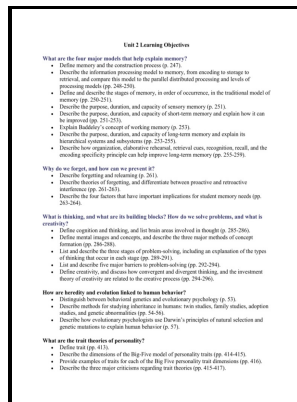 Unit 2 Learning Objectives
What are the four major models that help explain memory?
• Define memory and the construction process (p. 247).
• Describe the information processing model to memory, from encoding to storage to
retrieval, and compare this model to the parallel distributed processing and levels of
processing models (pp. 248-250).
• Define and describe the stages of memory, in order of occurrence, in the traditional model of
memory (pp. 250-251).
• Describe the purpose, duration, and capacity of sensory memory (p. 251).
• Describe the purpose, duration, and capacity of short-term memory and explain how it can
be improved (pp. 251-253).
• Explain Baddeley's concept of working memory (p. 253).
• Describe the purpose, duration, and capacity of long-term memory and explain its
hierarchical systems and subsystems (pp. 253-255).
• Describe how organization, elaborative rehearsal, retrieval cues, recognition, recall, and the
encoding specificity principle can help improve long-term memory (pp. 255-259).
Why do we forget, and how can we prevent it?
• Describe forgetting and relearning (p. 261).
• Describe theories of forgetting, and differentiate between proactive and retroactive
interference (p. 261-263).
• Describe the four factors that have important implications for student memory needs (pp.
263-264).
What is thinking, and what are its building blocks? How do we solve problems, and what is
creativity?
• Define cognition and thinking, and list brain areas involved in thought (p. 285-286).
• Define mental images and concepts, and describe the three major methods of concept
formation (pp. 286-288).
• List and describe the three stages of problem-solving, including an explanation of the types
of thinking that occur in each stage (pp. 289-291).
• List and describe five major barriers to problem-solving (pp. 292-294).
• Define creativity, and discuss how convergent and divergent thinking, and the investment
theory of creativity are related to the creative process (pp. 294-296).
How are heredity and evolution linked to human behavior?
• Distinguish between behavioral genetics and evolutionary psychology (p. 53).
• Describe methods for studying inheritance in humans: twin studies, family studies, adoption
studies, and genetic abnormalities (pp. 54-56).
• Describe how evolutionary psychologists use Darwin's principles of natural selection and
genetic mutations to explain human behavior (p. 57).
What are the trait theories of personality?
• Define trait (pp. 413).
• Describe the dimensions of the Big-Five model of personality traits (pp. 414-415).
• Provide examples of traits for each of the Big Five personality trait dimensions (pp. 416).
• Describe the three major criticisms regarding trait theories (pp. 415-417).